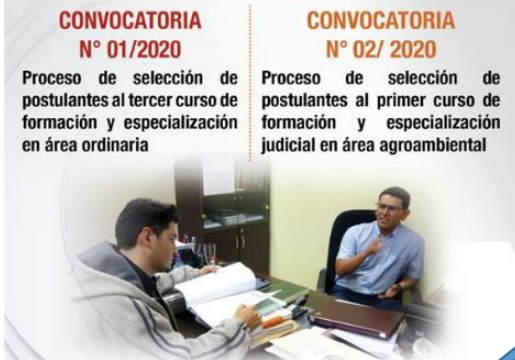 CONVOCATORIA
N° 01/2020
Proceso de selección de
postulantes al tercer curso de
formación y especialización
en área ordinaria
CONVOCATORIA
N° 02/ 2020
Proceso de selección de
postulantes al primer curso de
formación y especialización
judicial en área agroambiental